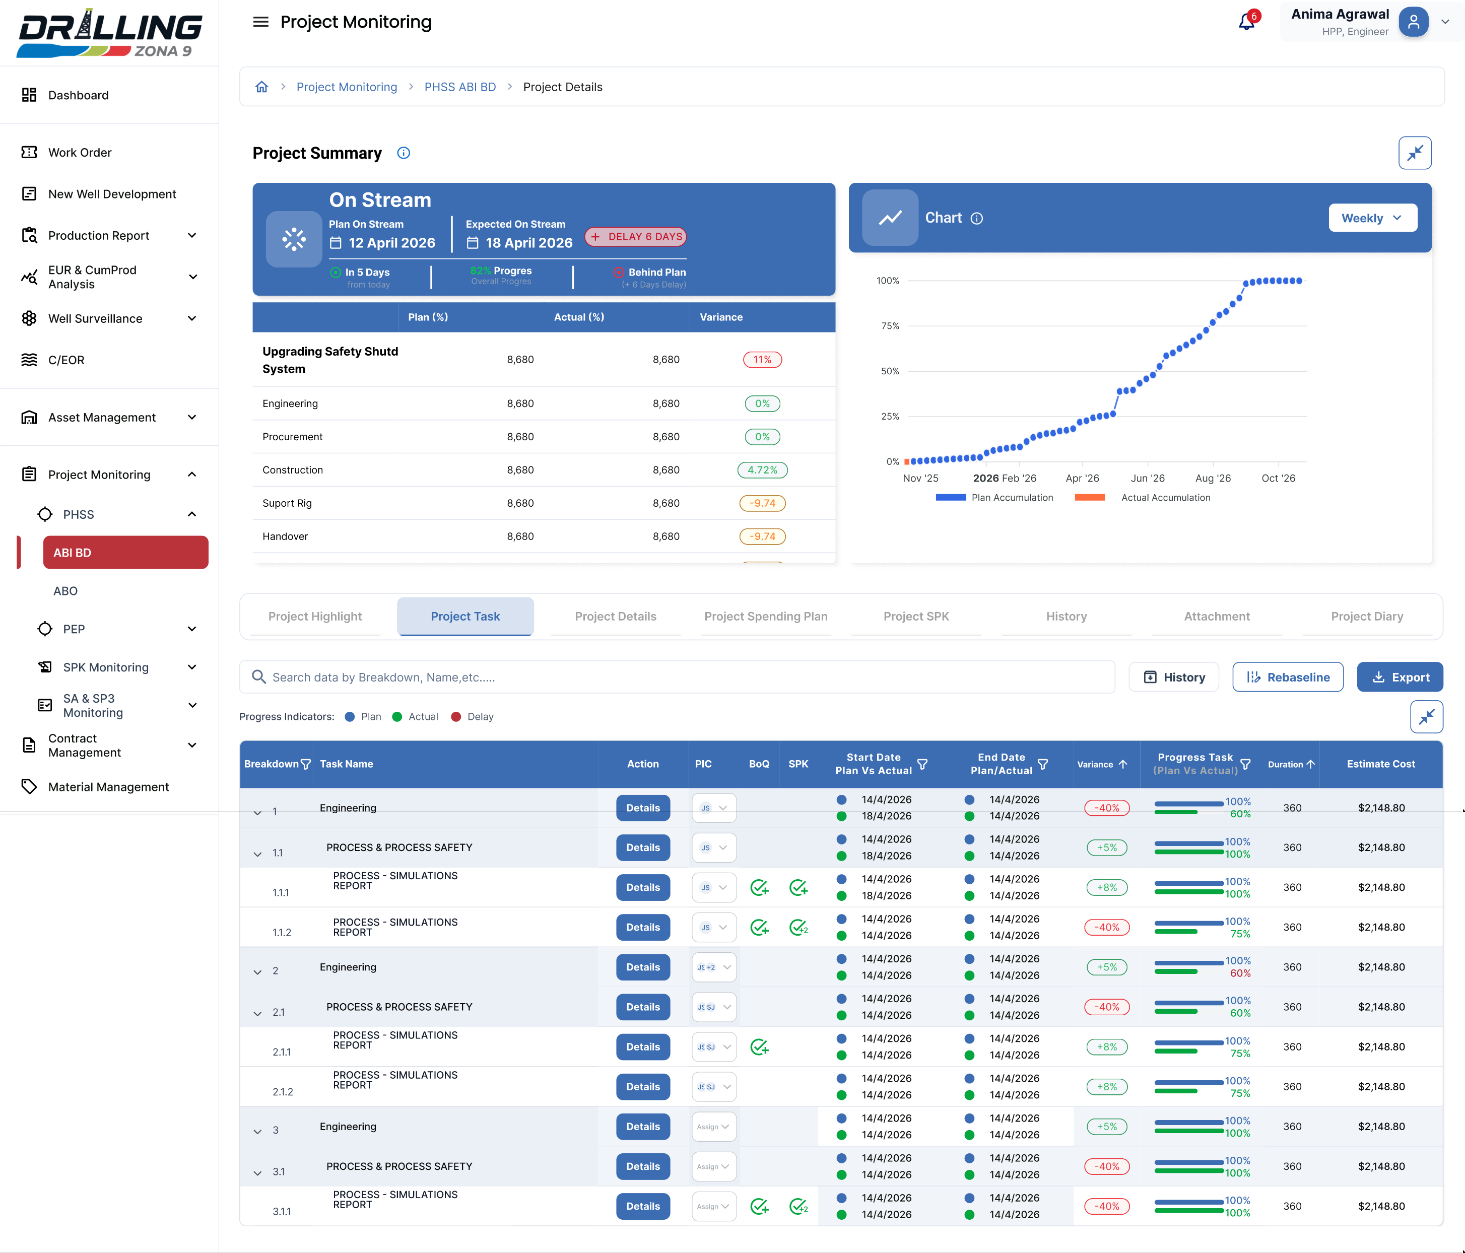 DRILLING
ZONA 9
Project Monitoring
6
Anima Agrawal
HPP, Engineer
Dashboard
Work Order
New Well Development
Production Report
EUR & CumProd
Analysis
Well Surveillance
C/EOR
Asset Management
Project Monitoring
PHSS
ABI BD
ABO
PEP
SPK Monitoring
SA & SP3
Monitoring
Contract
Management
Material Management
Project Monitoring > PHSS ABI BD > Project Details
Project Summary
On Stream
Plan On Stream
12 April 2026
Expected On Stream
18 April 2026
+ DELAY 6 DAYS
In 5 Days
from today
82% Progres
Overall Progres
Behind Plan
(+ 6 Days Delay)
Plan (%) Actual (%) Variance
Upgrading Safety Shutd
System
8,680 8,680 11%
Engineering 8,680 8,680 0%
Procurement 8,680 8,680 0%
Construction 8,680 8,680 4.72%
Suport Rig 8,680 8,680 -9.74
Handover 8,680 8,680 -9.74
Chart
Weekly
100%
75%
50%
25%
0%
Nov '25 2026 Feb '26 Apr '26 Jun '26 Aug '26 Oct '26
Plan Accumulation Actual Accumulation
Project Highlight Project Task Project Details Project Spending Plan Project SPK History Attachment Project Diary
Search data by Breakdown, Name,etc.....
History Rebaseline Export
Progress Indicators: Plan Actual Delay
Breakdown Task Name Action PIC BoQ SPK Start Date
Plan Vs Actual End Date
Plan/Actual Variance Progress Task
(Plan Vs Actual) Duration Estimate Cost
1 Engineering Details JS 14/4/2026 14/4/2026 -40% 100% 360 $2,148.80
18/4/2026 14/4/2026 60%
1.1 PROCESS & PROCESS SAFETY Details JS 14/4/2026 14/4/2026 +5% 100% 360 $2,148.80
18/4/2026 14/4/2026 100%
1.1.1 PROCESS - SIMULATIONS
REPORT Details JS 14/4/2026 14/4/2026 +8% 100% 360 $2,148.80
18/4/2026 14/4/2026 100%
1.1.2 PROCESS - SIMULATIONS
REPORT Details JS +2 14/4/2026 14/4/2026 -40% 100% 360 $2,148.80
14/4/2026 14/4/2026 75%
2 Engineering Details JS +2 14/4/2026 14/4/2026 +5% 100% 360 $2,148.80
14/4/2026 14/4/2026 60%
2.1 PROCESS & PROCESS SAFETY Details JS SJ 14/4/2026 14/4/2026 -40% 100% 360 $2,148.80
14/4/2026 14/4/2026 60%
2.1.1 PROCESS - SIMULATIONS
REPORT Details JS SJ 14/4/2026 14/4/2026 +8% 100% 360 $2,148.80
14/4/2026 14/4/2026 75%
2.1.2 PROCESS - SIMULATIONS
REPORT Details JS SJ 14/4/2026 14/4/2026 +8% 100% 360 $2,148.80
14/4/2026 14/4/2026 75%
3 Engineering Details Assign 14/4/2026 14/4/2026 +5% 100% 360 $2,148.80
14/4/2026 14/4/2026 100%
3.1 PROCESS & PROCESS SAFETY Details Assign 14/4/2026 14/4/2026 -40% 100% 360 $2,148.80
14/4/2026 14/4/2026 100%
3.1.1 PROCESS - SIMULATIONS
REPORT Details Assign +2 14/4/2026 14/4/2026 -40% 100% 360 $2,148.80
14/4/2026 14/4/2026 100%